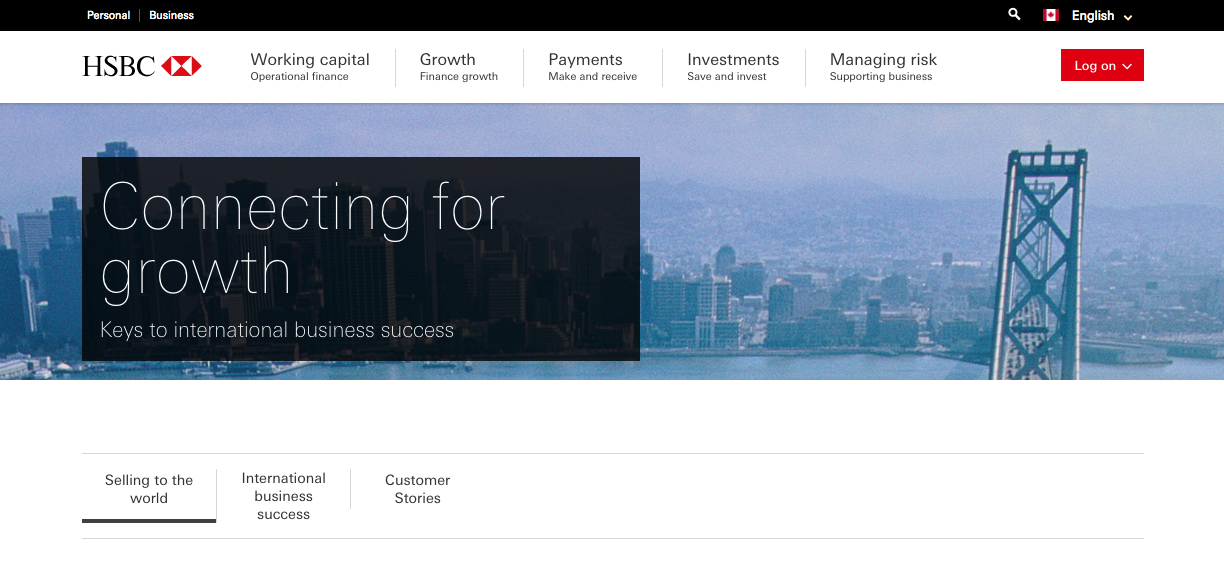 Personal
Business
English
HSBC
Working capital
Operational finance
Growth
Finance growth
Payments
Make and receive
Investments
Save and invest
Managing risk
Supporting business
Log on
Connecting for
growth
Keys to international business success
Selling to the
world
International
business
success
Customer
Stories